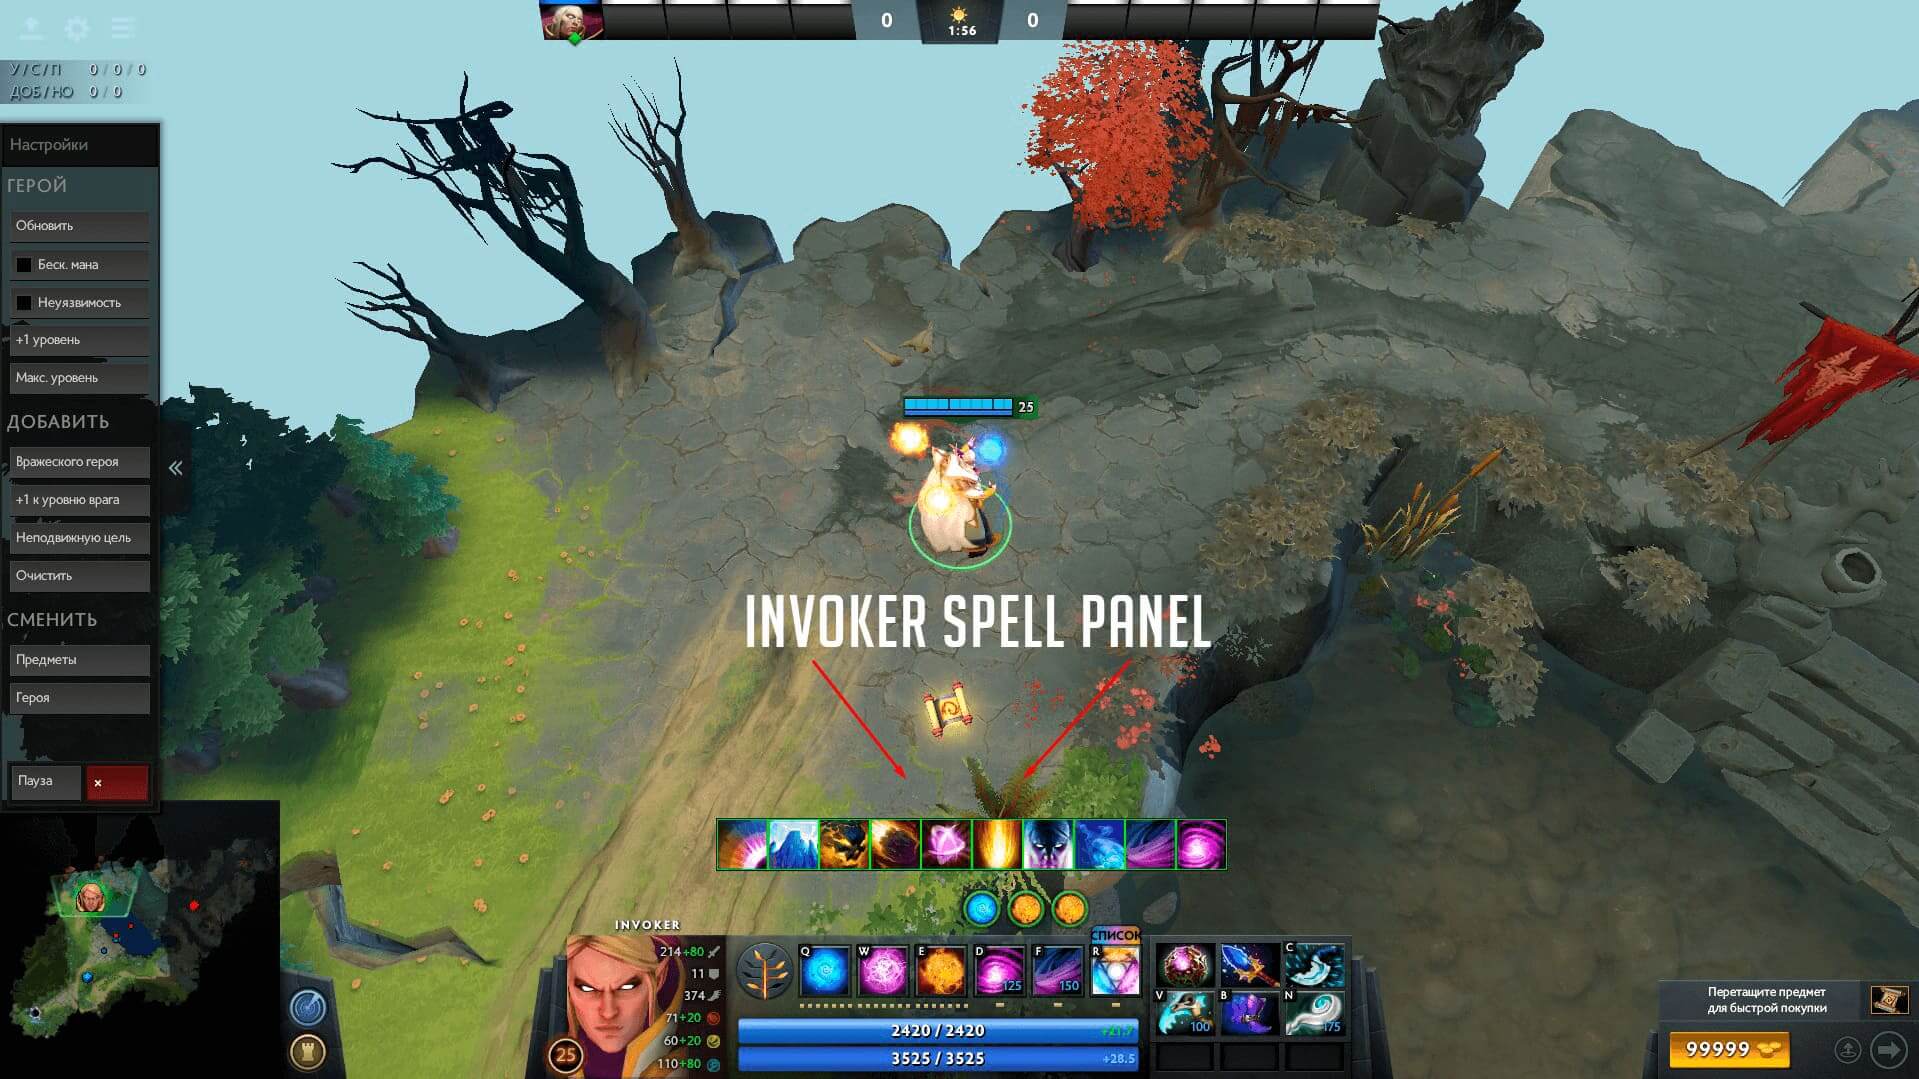 0
1:56
0
У / С / П 0 / 0 / 0
ДОБ / НО 0 / 0
Настройки
ГЕРОЙ
Обновить
Беск. мана
Неуязвимость
+1 уровень
Макс. уровень
ДОБАВИТЬ
Вражеского героя
+1 к уровню врага
Неподвижную цель
Очистить
СМЕНИТЬ
Предметы
Героя
Пауза
×
25
INVOKER SPELL PANEL
INVOKER
СПИСОК
214+80
11
374
71+20
60+20
110+80
25
Q
W
E
D
125
F
150
R
C
V
100
B
N
175
2420 / 2420
3525 / 3525
+28.5
Перетащите предмет
для быстрой покупки
99999